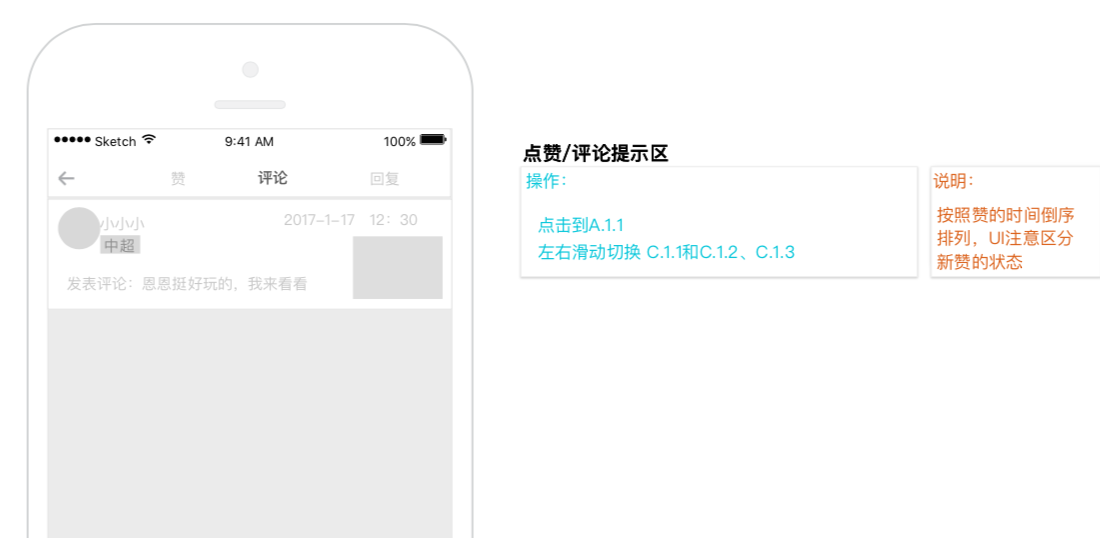 ●●●●● Sketch
9:41 AM
100%
赞
评论
回复
小小小
2017-1-17 12：30
中超
发表评论：恩恩挺好玩的，我来看看
点赞/评论提示区
操作：
点击到A.1.1
左右滑动切换 C.1.1和C.1.2、C.1.3
说明：
按照赞的时间倒序
排列，UI注意区分
新赞的状态